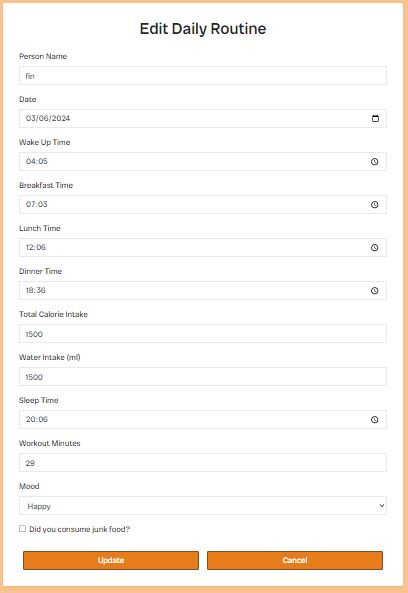 Edit Daily Routine
Person Name
fin
Date
03/06/2024
Wake Up Time
04:05
Breakfast Time
07:03
Lunch Time
12:06
Dinner Time
18:36
Total Calorie Intake
1500
Water Intake (ml)
1500
Sleep Time
20:06
Workout Minutes
29
Mood
Happy
Did you consume junk food?
Update Cancel